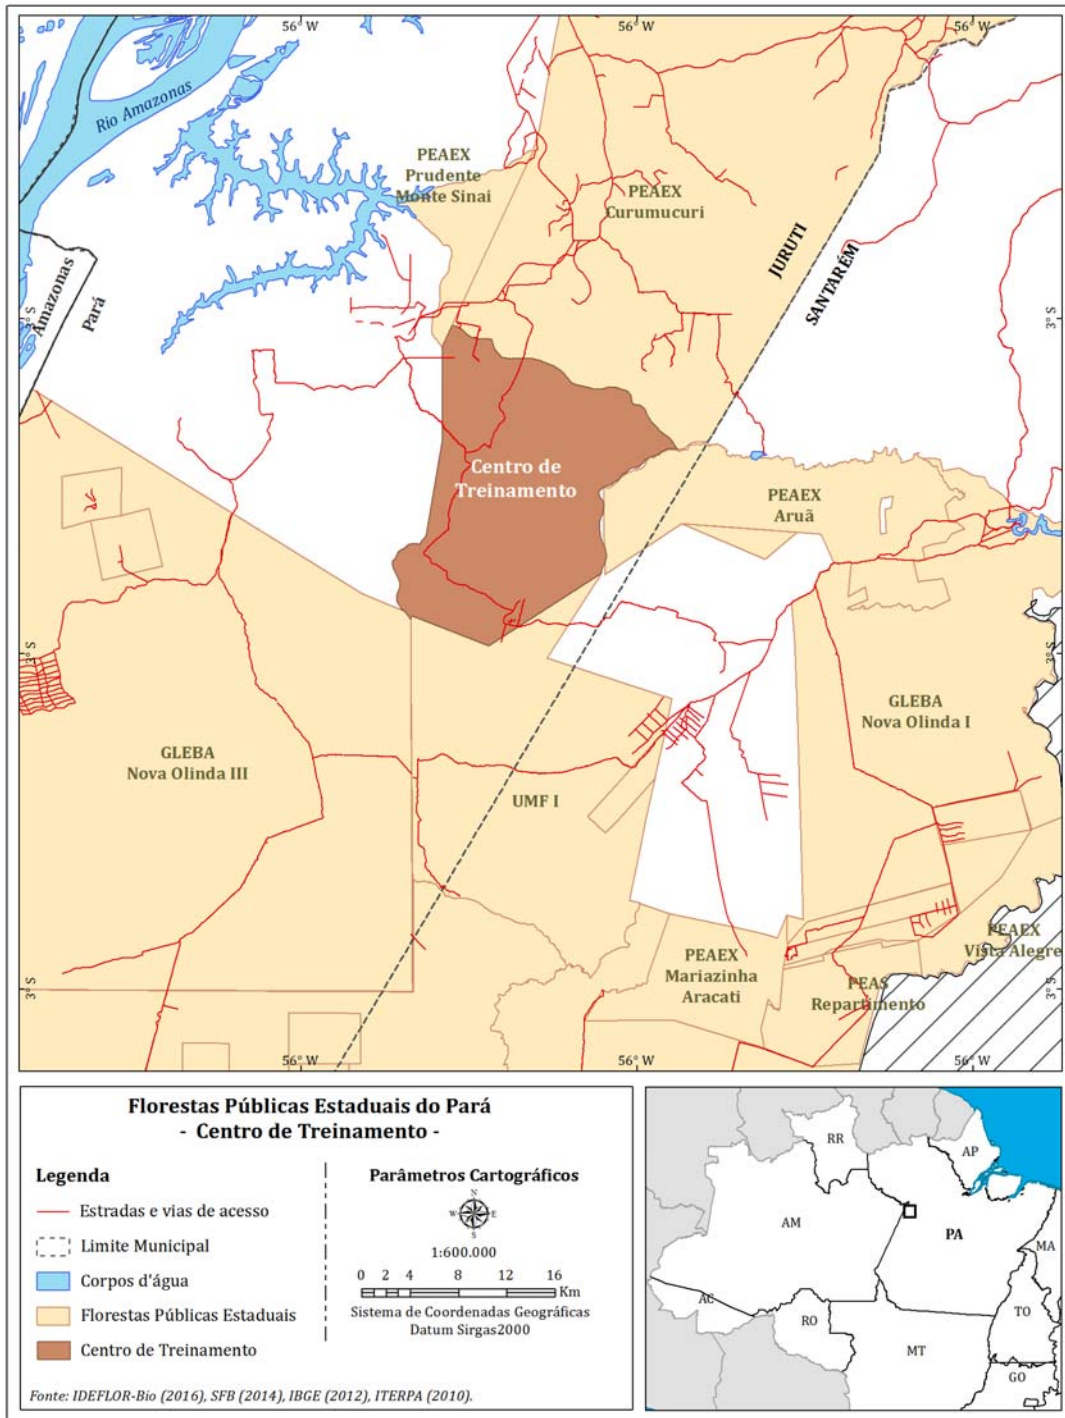 56° W
56° W
56° W
Rio Amazonas
PEAEX
Prudente
Monte Sinai
PEAEX
Curumucuri
JURUTI
SANTARÉM
Amazonas
Pará
3° S
3° S
Centro de
Treinamento
PEAEX
Aruã
3° S
3° S
GLEBA
Nova Olinda III
GLEBA
Nova Olinda I
UMF I
PEAEX
Vista Alegre
PEAEX
Mariazinha
Aracati
PEAS
Repartimento
3° S
3° S
56° W
56° W
56° W
Florestas Públicas Estaduais do Pará
- Centro de Treinamento -
Legenda
Estradas e vias de acesso
Limite Municipal
Corpos d'água
Florestas Públicas Estaduais
Centro de Treinamento
Parâmetros Cartográficos
N
W E
S
1:600.000
0 2 4 8 12 16
Km
Sistema de Coordenadas Geográficas
Datum Sirgas2000
Fonte: IDEFLOR-Bio (2016), SFB (2014), IBGE (2012), ITERPA (2010).
RR
AP
AM
PA
MA
AC
RO
TO
MT
GO